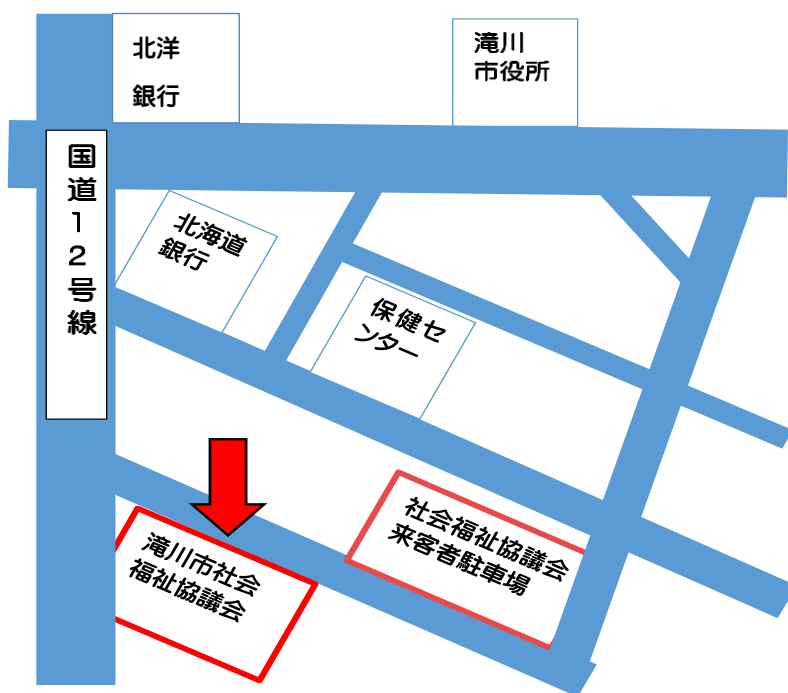 北洋
銀行
滝川
市役所
国道12号線
北海道
銀行
保健セ
ンター
社会福祉協議会
来客者駐車場
滝川市社会
福祉協議会